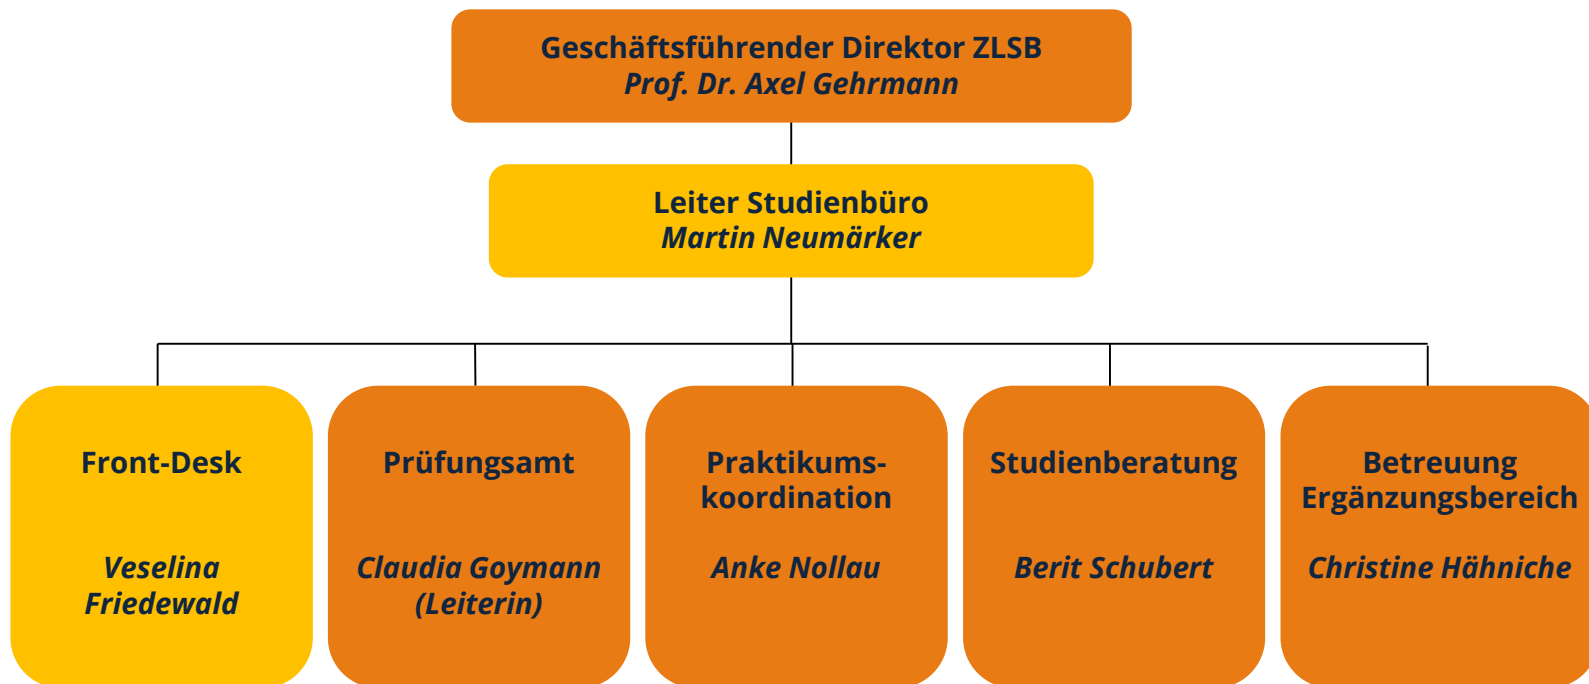 Geschäftsführender Direktor ZLSB
Prof. Dr. Axel Gehrmann
Leiter Studienbüro
Martin Neumärker
Front-Desk
Veselina
Friedewald
Prüfungsamt
Claudia Goymann
(Leiterin)
Praktikums-
koordination
Anke Nollau
Studienberatung
Berit Schubert
Betreuung
Ergänzungsbereich
Christine Hähniche